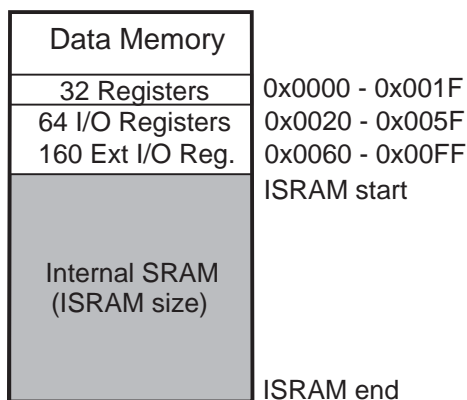 Data Memory
32 Registers 0x0000 - 0x001F
64 I/O Registers 0x0020 - 0x005F
160 Ext I/O Reg. 0x0060 - 0x00FF
ISRAM start
Internal SRAM
(ISRAM size)
ISRAM end